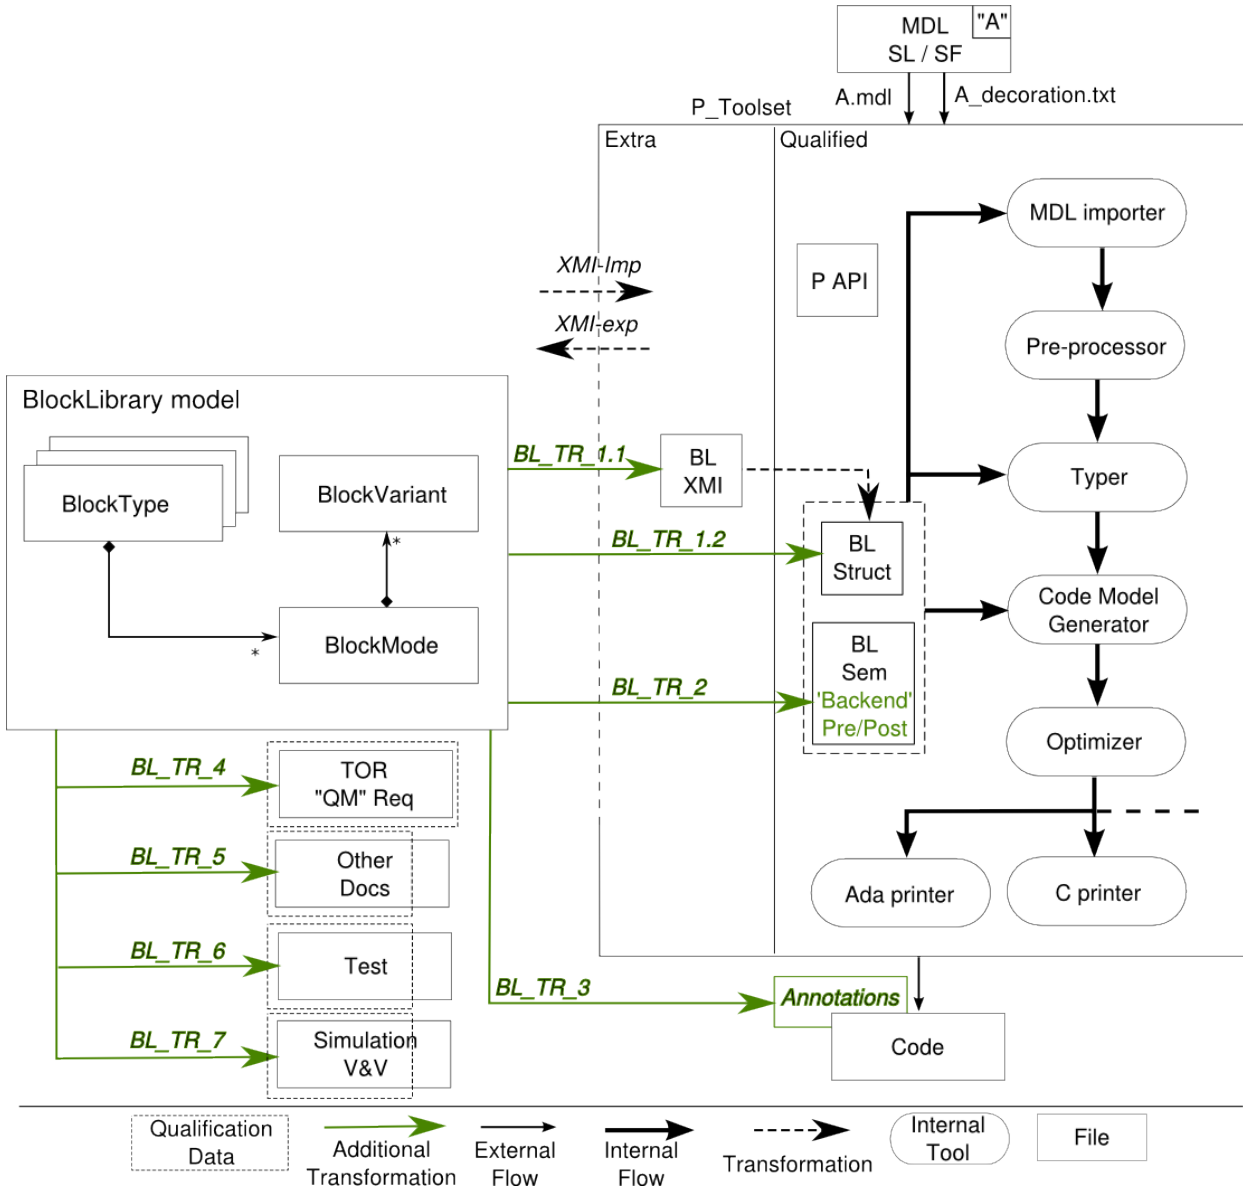 MDL
"A"
SL / SF
A.mdl
A_decoration.txt
P_Toolset
Extra
Qualified
MDL importer
XMI-Imp
P API
XMI-exp
Pre-processor
BlockLibrary model
BL_TR_1.1
BL
XMI
Typer
BlockType
BlockVariant
*
BL_TR_1.2
BL
Struct
Code Model
Generator
BlockMode
*
BL
Sem
'Backend'
Pre/Post
BL_TR_2
Optimizer
BL_TR_4
TOR
"QM" Req
BL_TR_5
Other
Docs
Ada printer
C printer
BL_TR_6
Test
BL_TR_3
Annotations
BL_TR_7
Simulation
V&V
Code
Qualification
Data
Additional
Transformation
External
Flow
Internal
Flow
Transformation
Internal
Tool
File